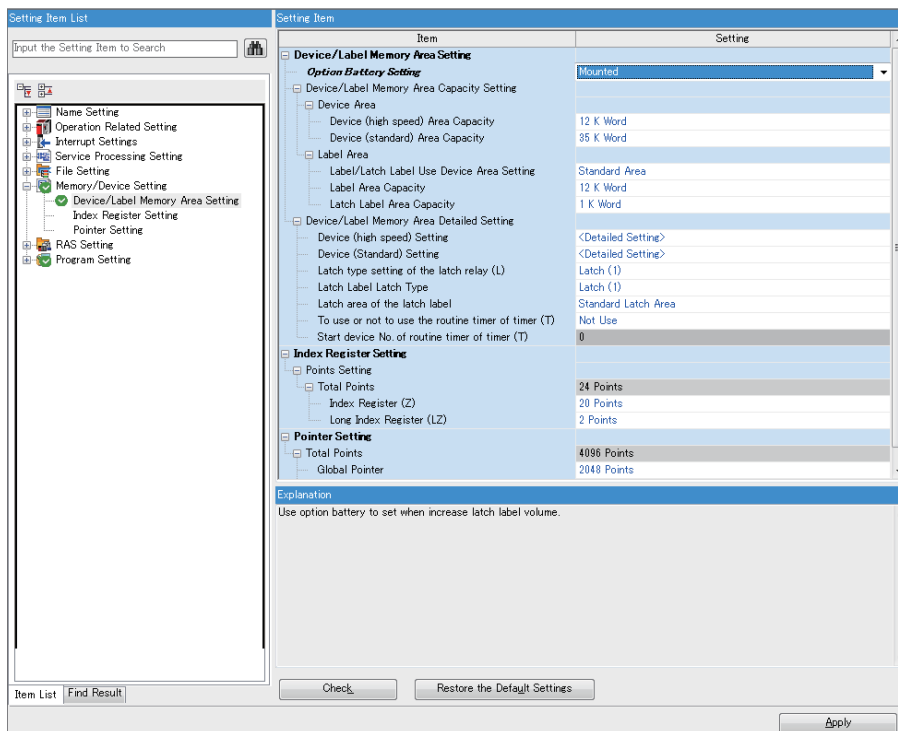 Setting Item List
Input the Setting Item to Search
Name Setting
Operation Related Setting
Interrupt Settings
Service Processing Setting
File Setting
Memory/Device Setting
Device/Label Memory Area Setting
Index Register Setting
Pointer Setting
RAS Setting
Program Setting
Item List Find Result
Setting Item
Item Setting
Device/Label Memory Area Setting
Option Battery Setting Mounted
Device/Label Memory Area Capacity Setting
Device Area
Device (high speed) Area Capacity 12 K Word
Device (standard) Area Capacity 35 K Word
Label Area
Label/Latch Label Use Device Area Setting Standard Area
Label Area Capacity 12 K Word
Latch Label Area Capacity 1 K Word
Device/Label Memory Area Detailed Setting
Device (high speed) Setting <Detailed Setting>
Device (Standard) Setting <Detailed Setting>
Latch type setting of the latch relay (L) Latch (1)
Latch Label Latch Type Latch (1)
Latch area of the latch label Standard Latch Area
To use or not to use the routine timer of timer (T) Not Use
Start device No. of routine timer of timer (T) 0
Index Register Setting
Points Setting
Total Points 24 Points
Index Register (Z) 20 Points
Long Index Register (LZ) 2 Points
Pointer Setting
Total Points 4096 Points
Global Pointer 2048 Points
Explanation
Use option battery to set when increase latch label volume.
Check Restore the Default Settings
Apply